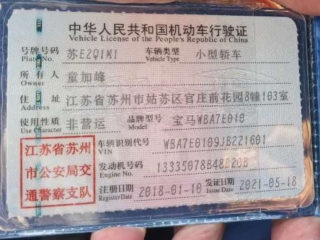 中华人民共和国机动车行驶证
Vehicle License of the People's Republic of China
号牌号码 苏E2Q1M1 车辆类型 小型轿车
Plate No. Vehicle Type
所有人 童加峰
Owner
住址 江苏省苏州市姑苏区官庄前花园8幢103室
Address
使用性质 非营运 品牌型号 宝马WBA7E010
Use Character Model
江苏省苏州
市公安局交
通警察支队
车辆识别代号 WBA7E0109JB221601
VIN
发动机号码
Engine No.
注册日期 2018-01-10 发证日期 2021-05-18
Register Date Issue Date